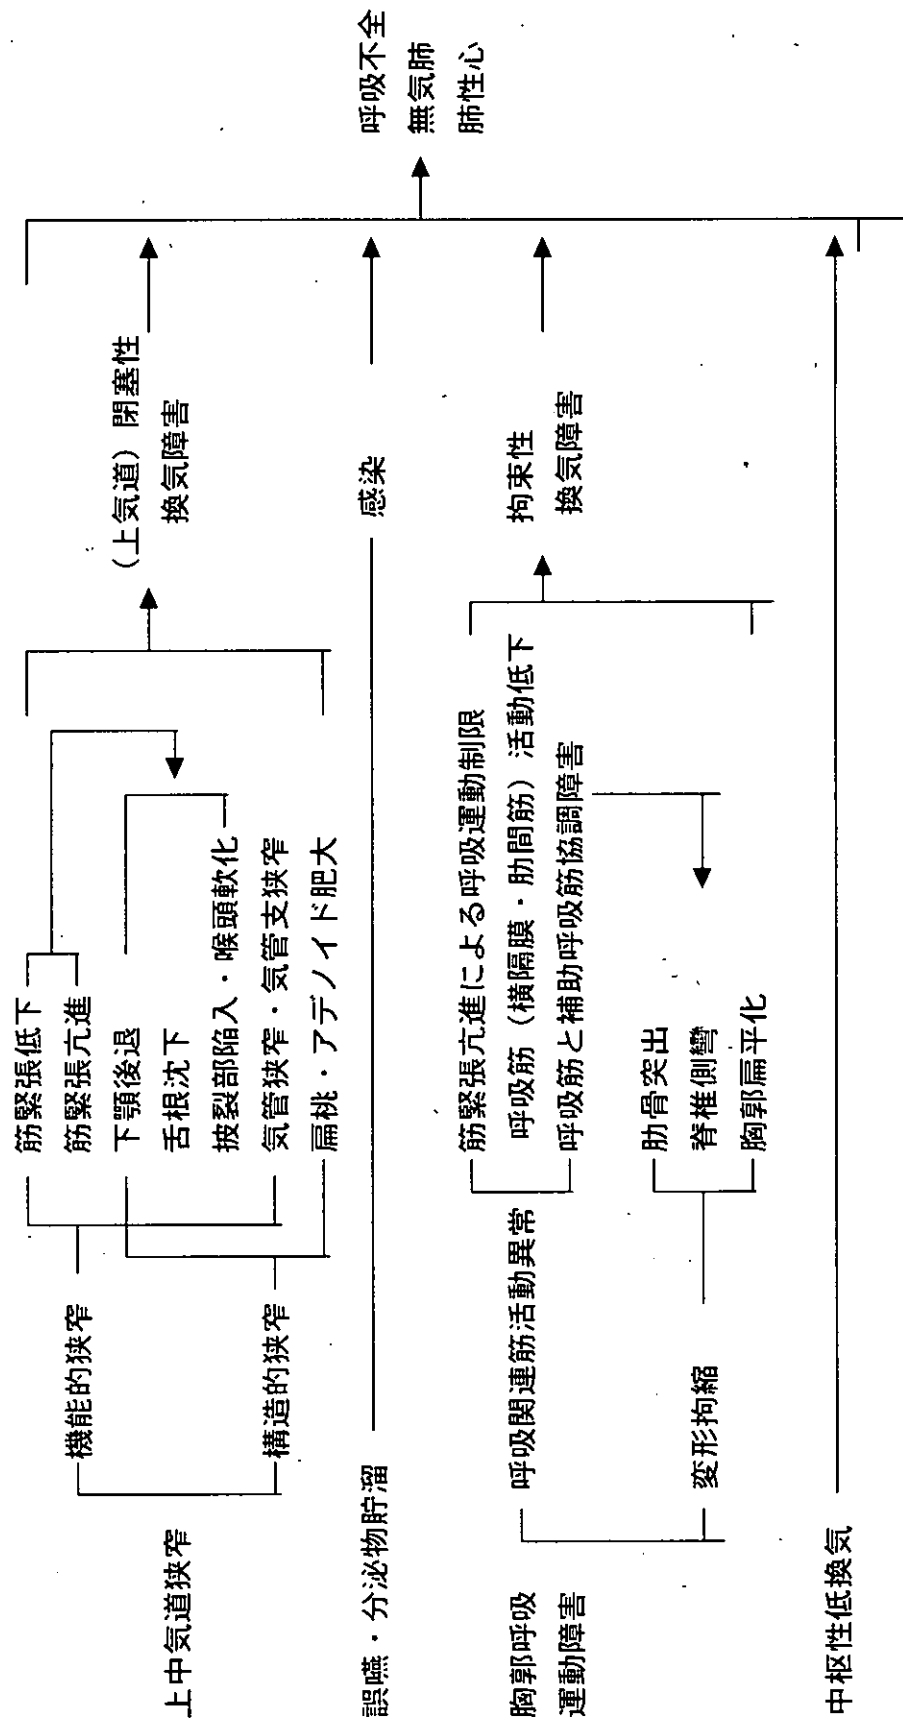 上中気道狭窄
機能的狭窄
筋緊張低下
筋緊張亢進
構造的狭窄
下顎後退
舌根沈下
披裂部陥入・喉頭軟化
気管狭窄・気管支狭窄
扁桃・アデノイド肥大
(上気道) 閉塞性
換気障害
誤嚥・分泌物貯溜
感染
胸郭呼吸
運動障害
呼吸関連筋活動異常
筋緊張亢進による呼吸運動制限
呼吸筋（横隔膜・肋間筋）活動低下
呼吸筋と補助呼吸筋協調障害
変形拘縮
肋骨突出
脊椎側彎
胸郭扁平化
拘束性
換気障害
中枢性低換気
呼吸不全
無気肺
肺性心